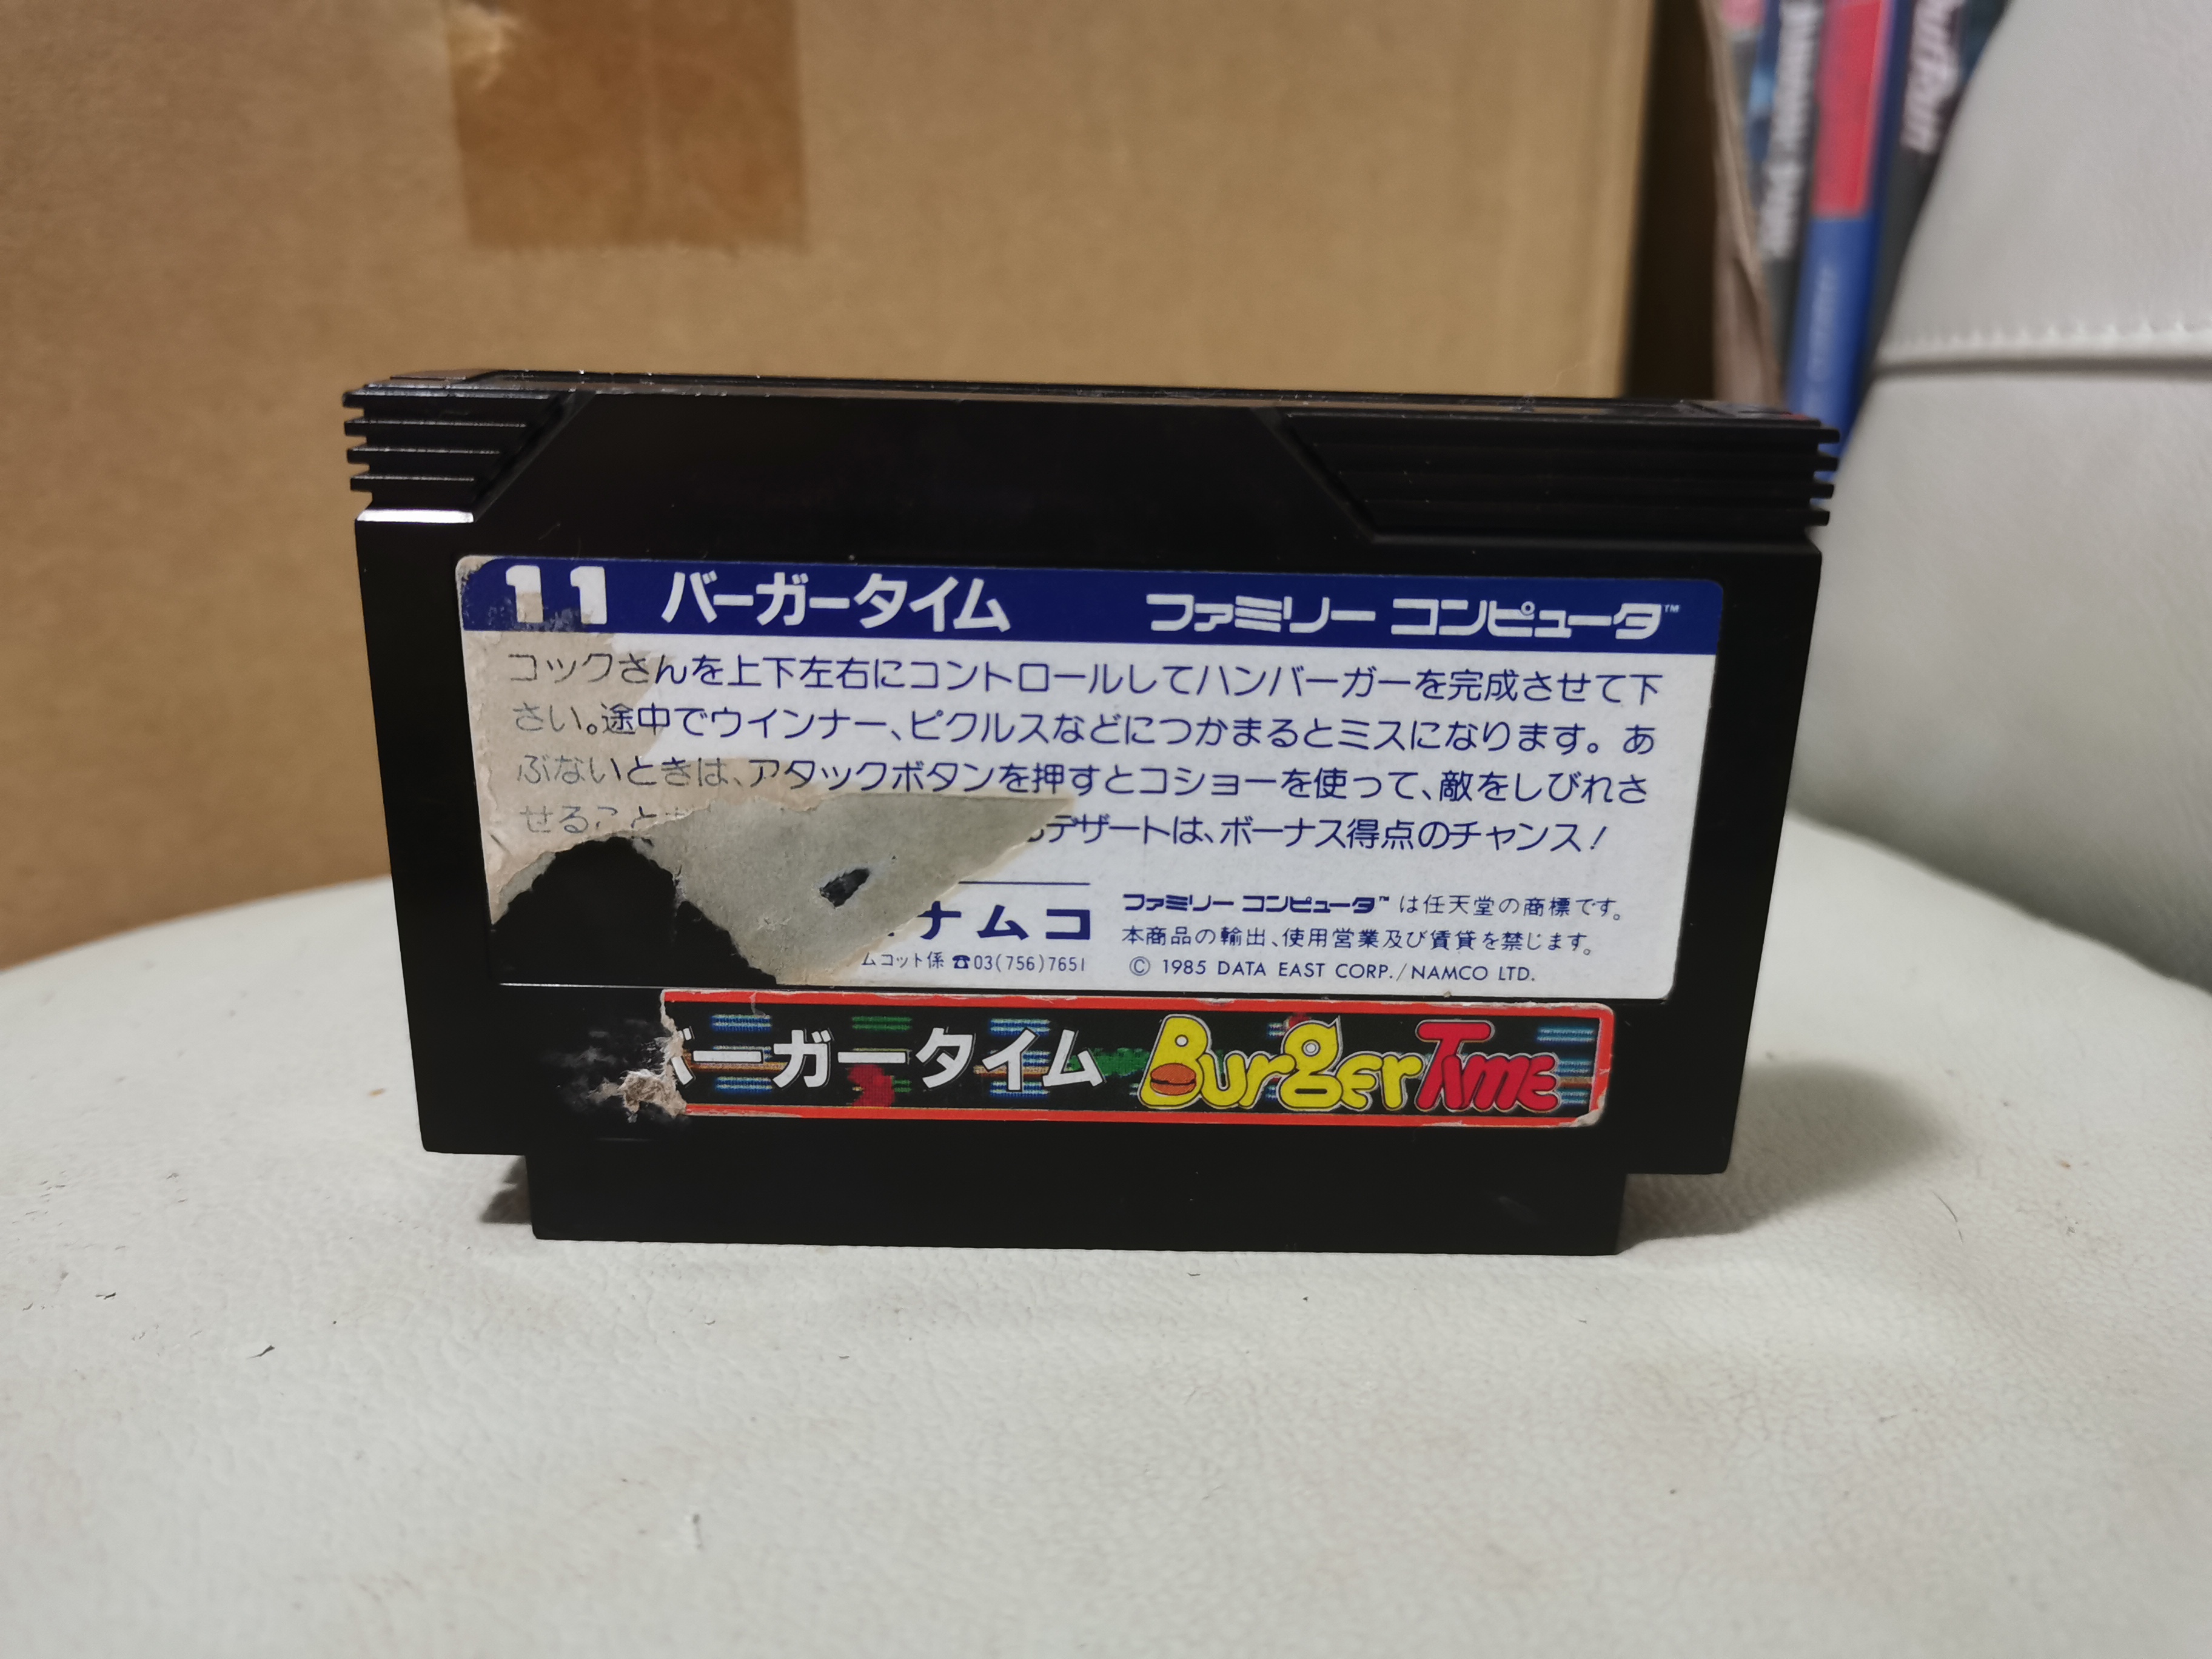 11 バーガータイム ファミリー コンピュータ™
コックさんを上下左右にコントロールしてハンバーガーを完成させて下
さい。途中でウインナー、ピクルスなどにつかまるとミスになります。あ
ぶないときは、アタックボタンを押すとコショーを使って、敵をしびれさ
せること デザートは、ボーナス得点のチャンス！
ナムコ
ムコット係 ☎03(756)7651
ファミリー コンピュータ™ は任天堂の商標です。
本商品の輸出、使用営業及び賃貸を禁じます。
© 1985 DATA EAST CORP./NAMCO LTD.
バーガータイム BurgerTime